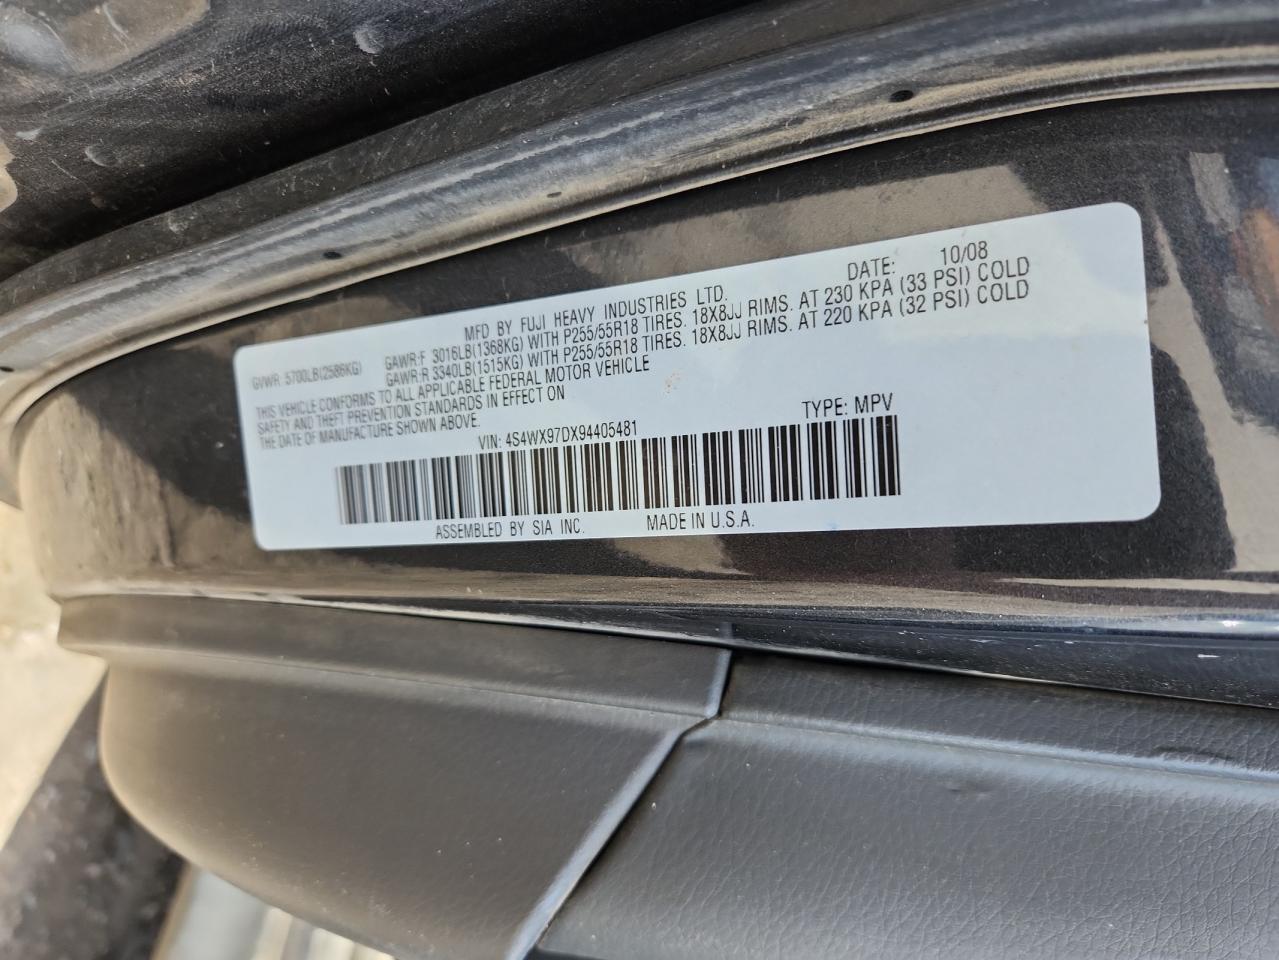 MFD BY FUJI HEAVY INDUSTRIES LTD. DATE: 10/08
GVWR: 5700LB(2586KG) GAWR:F 3016LB(1368KG) WITH P255/55R18 TIRES. 18X8JJ RIMS. AT 230 KPA (33 PSI) COLD
GAWR:R 3340LB(1515KG) WITH P255/55R18 TIRES. 18X8JJ RIMS. AT 220 KPA (32 PSI) COLD
THIS VEHICLE CONFORMS TO ALL APPLICABLE FEDERAL MOTOR VEHICLE
SAFETY AND THEFT PREVENTION STANDARDS IN EFFECT ON
THE DATE OF MANUFACTURE SHOWN ABOVE.
VIN: 4S4WX97DX94405481 TYPE: MPV
ASSEMBLED BY SIA INC. MADE IN U.S.A.